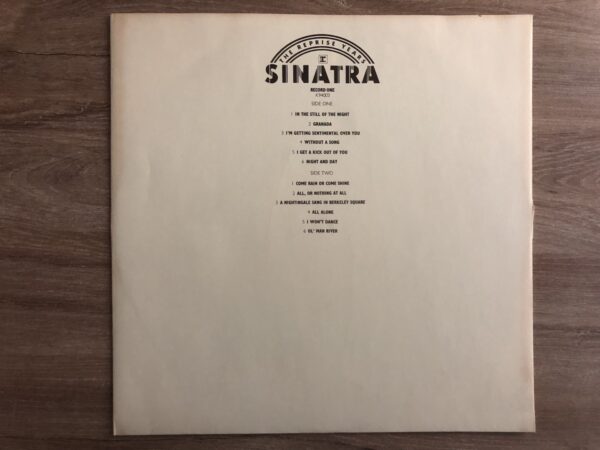 THE REPRISE YEARS
r
SINATRA
RECORD·ONE
K94003
SIDE ONE
1 IN THE STILL OF THE NIGHT
2 GRANADA
3 I'M GETTING SENTIMENTAL OVER YOU
4 WITHOUT A SONG
5 I GET A KICK OUT OF YOU
6 NIGHT AND DAY
SIDE TWO
1 COME RAIN OR COME SHINE
2 ALL, OR NOTHING AT ALL
3 A NIGHTINGALE SANG IN BERKELEY SQUARE
4 ALL ALONE
5 I WON'T DANCE
6 OL' MAN RIVER